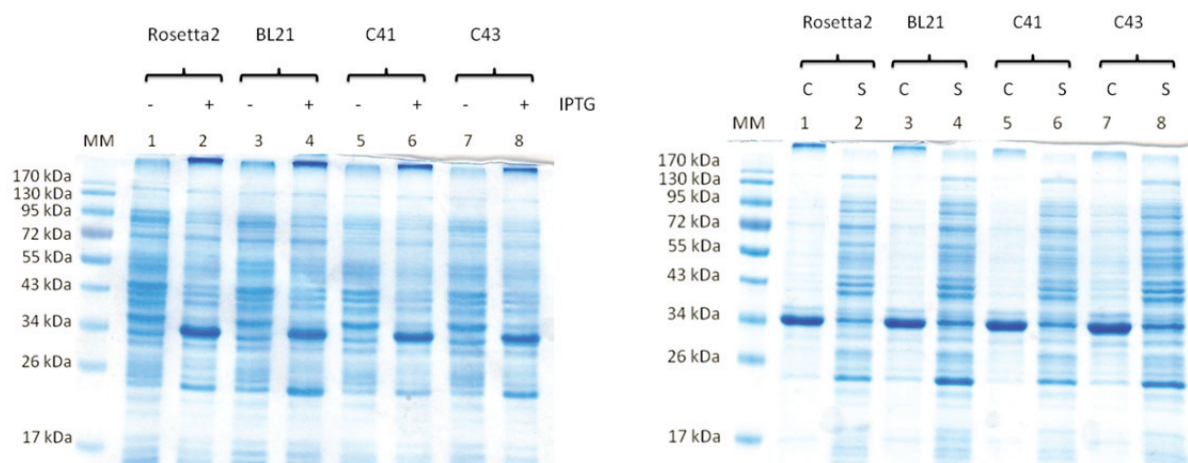 Rosetta2 BL21 C41 C43
- + - + - + - + IPTG
MM 1 2 3 4 5 6 7 8
170 kDa
130 kDa
95 kDa
72 kDa
55 kDa
43 kDa
34 kDa
26 kDa
17 kDa
Rosetta2 BL21 C41 C43
C S C S C S C S
MM 1 2 3 4 5 6 7 8
170 kDa
130 kDa
95 kDa
72 kDa
55 kDa
43 kDa
34 kDa
26 kDa
17 kDa